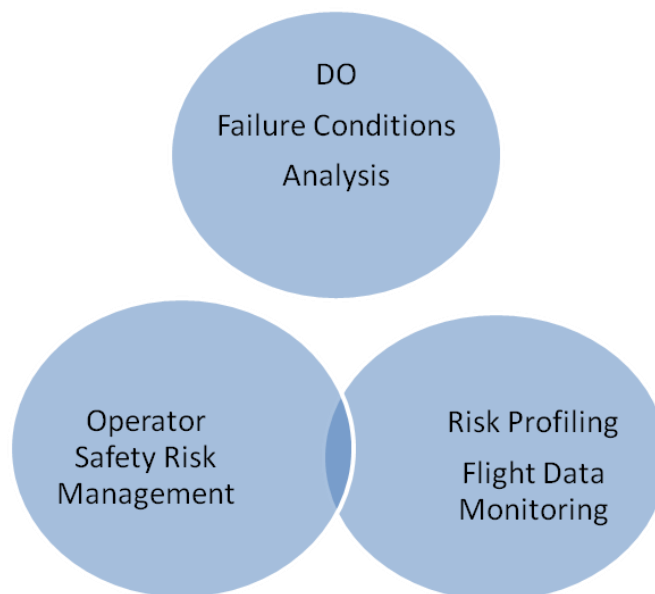 DO
Failure Conditions
Analysis
Operator
Safety Risk
Management
Risk Profiling
Flight Data
Monitoring